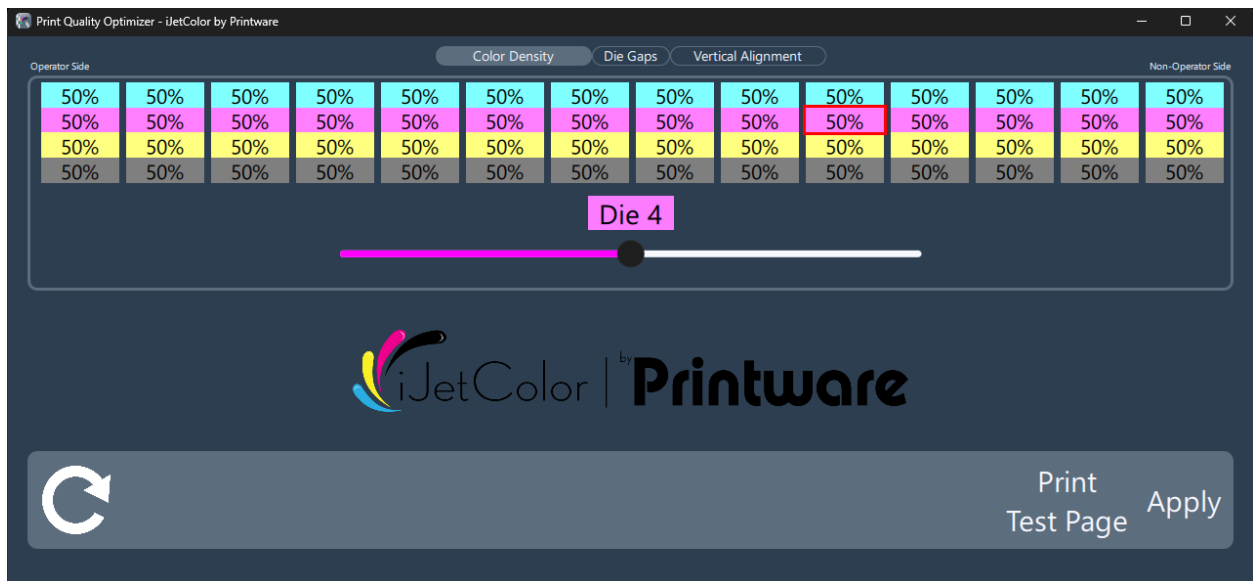 Print Quality Optimizer - iJetColor by Printware
Color Density Die Gaps Vertical Alignment
Operator Side Non-Operator Side
50% 50% 50% 50% 50% 50% 50% 50% 50% 50% 50% 50% 50% 50%
50% 50% 50% 50% 50% 50% 50% 50% 50% 50% 50% 50% 50% 50%
50% 50% 50% 50% 50% 50% 50% 50% 50% 50% 50% 50% 50% 50%
50% 50% 50% 50% 50% 50% 50% 50% 50% 50% 50% 50% 50% 50%
Die 4
iJetColor | by Printware
Print
Test Page
Apply